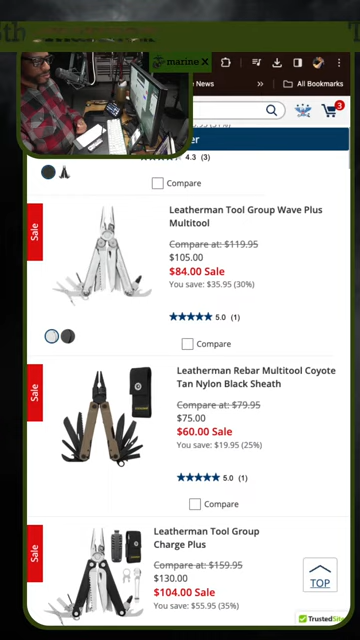 marine X
News
All Bookmarks
3
er
4.3 (3)
Compare
Sale
Leatherman Tool Group Wave Plus
Multitool
Compare at: $119.95
$105.00
$84.00 Sale
You save: $35.95 (30%)
5.0 (1)
Compare
Sale
Leatherman Rebar Multitool Coyote
Tan Nylon Black Sheath
Compare at: $79.95
$75.00
$60.00 Sale
You save: $19.95 (25%)
5.0 (1)
Compare
Sale
Leatherman Tool Group
Charge Plus
Compare at: $159.95
$130.00
$104.00 Sale
You save: $55.95 (35%)
TOP
TrustedSite